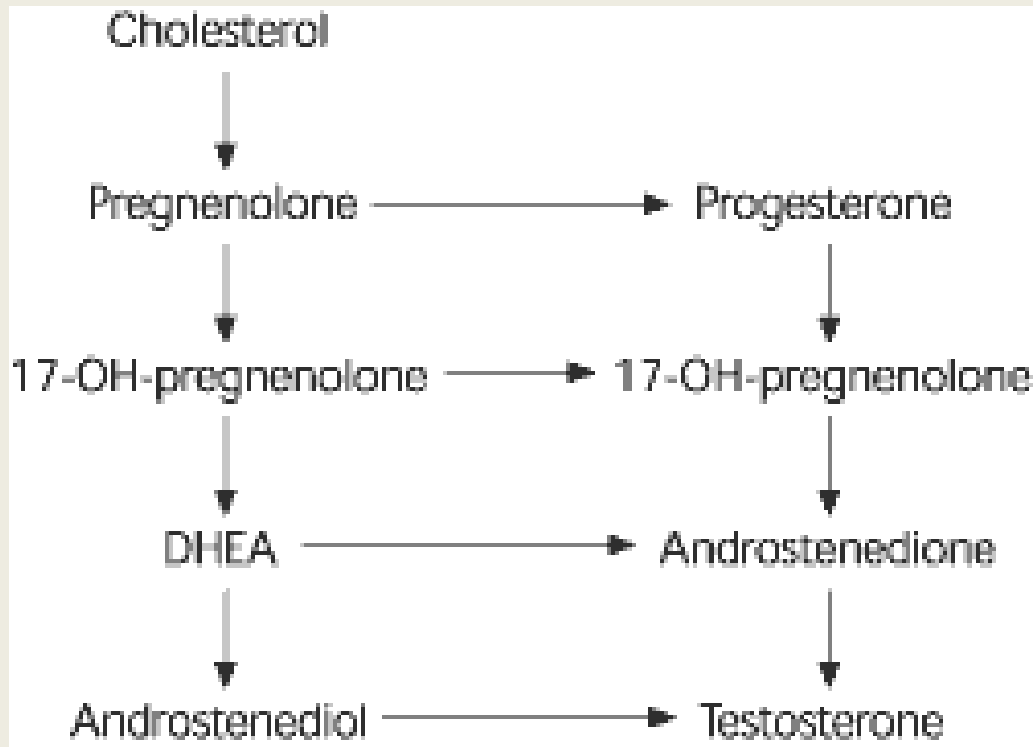 Cholesterol
Pregnenolone Progesterone
17-OH-pregnenolone 17-OH-pregnenolone
DHEA Androstenedione
Androstenediol Testosterone